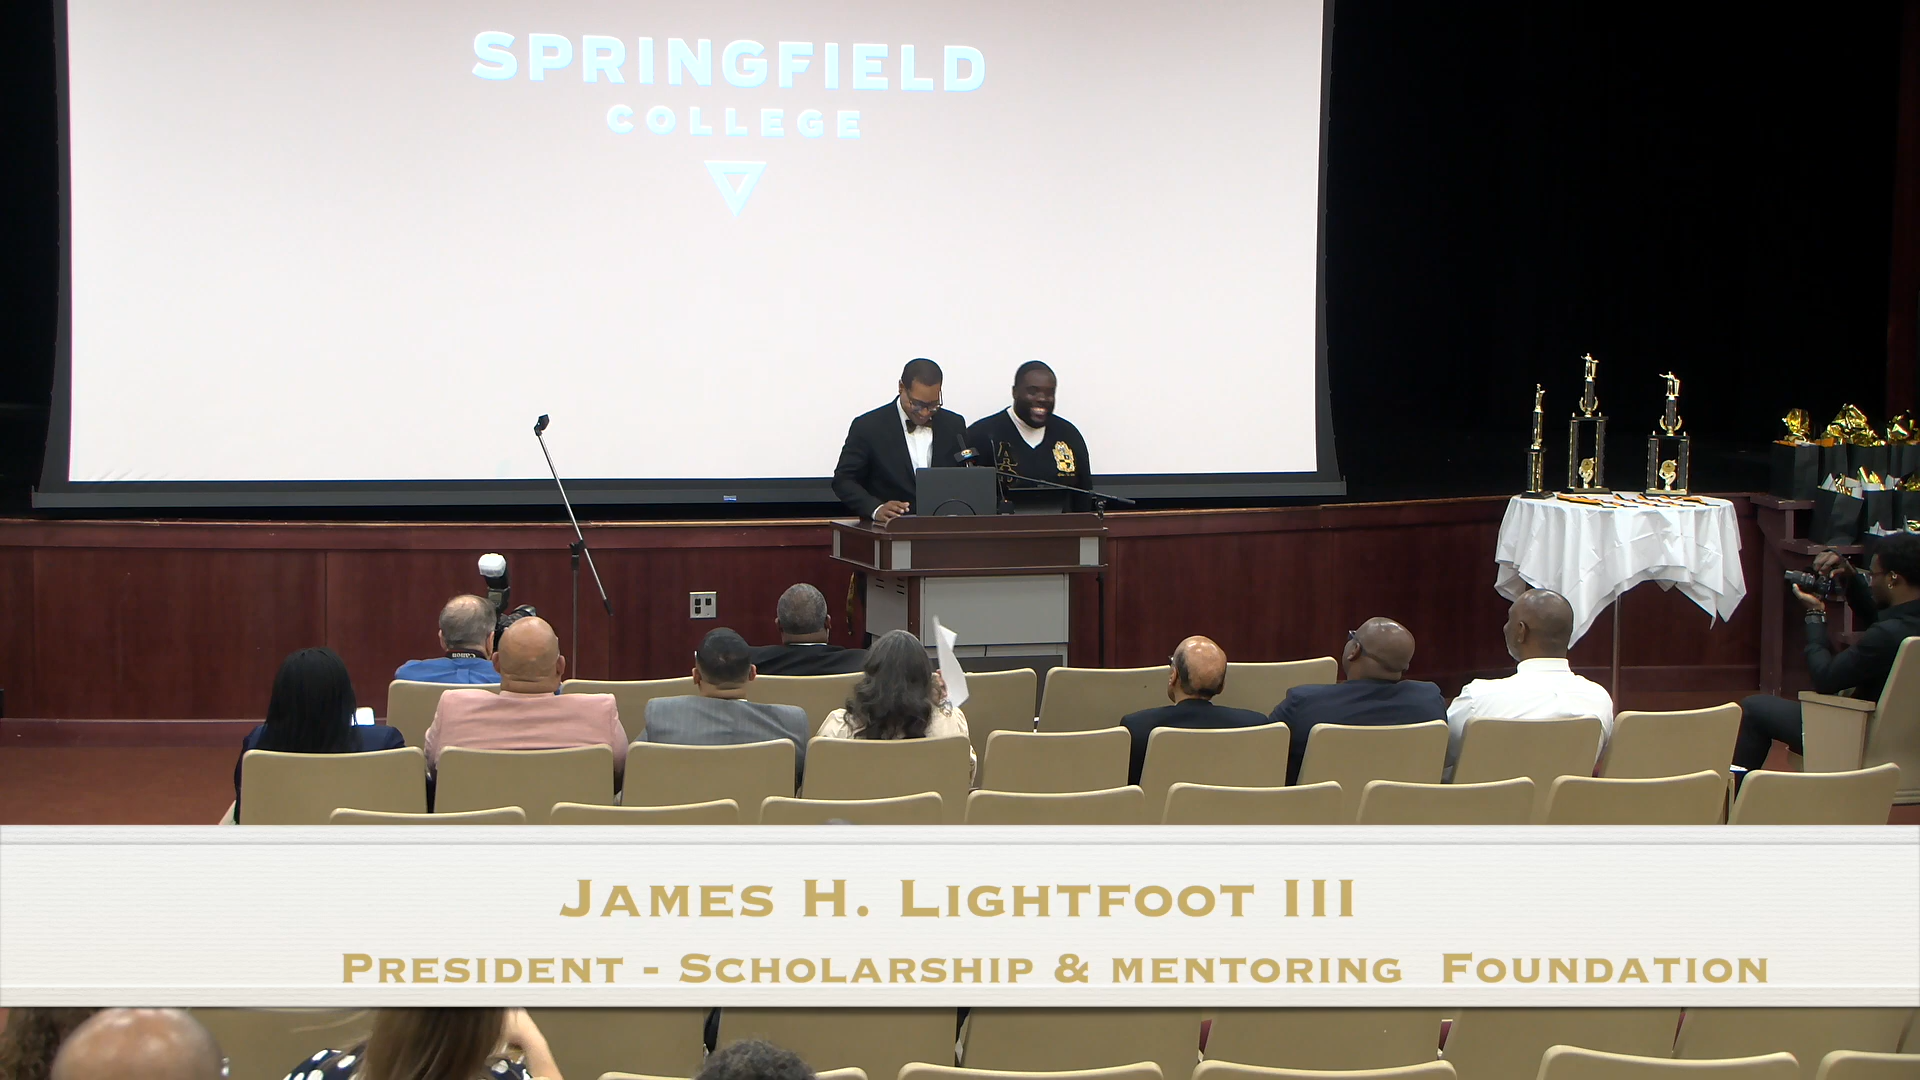 SPRINGFIELD
COLLEGE
James H. Lightfoot III
President - Scholarship & mentoring Foundation